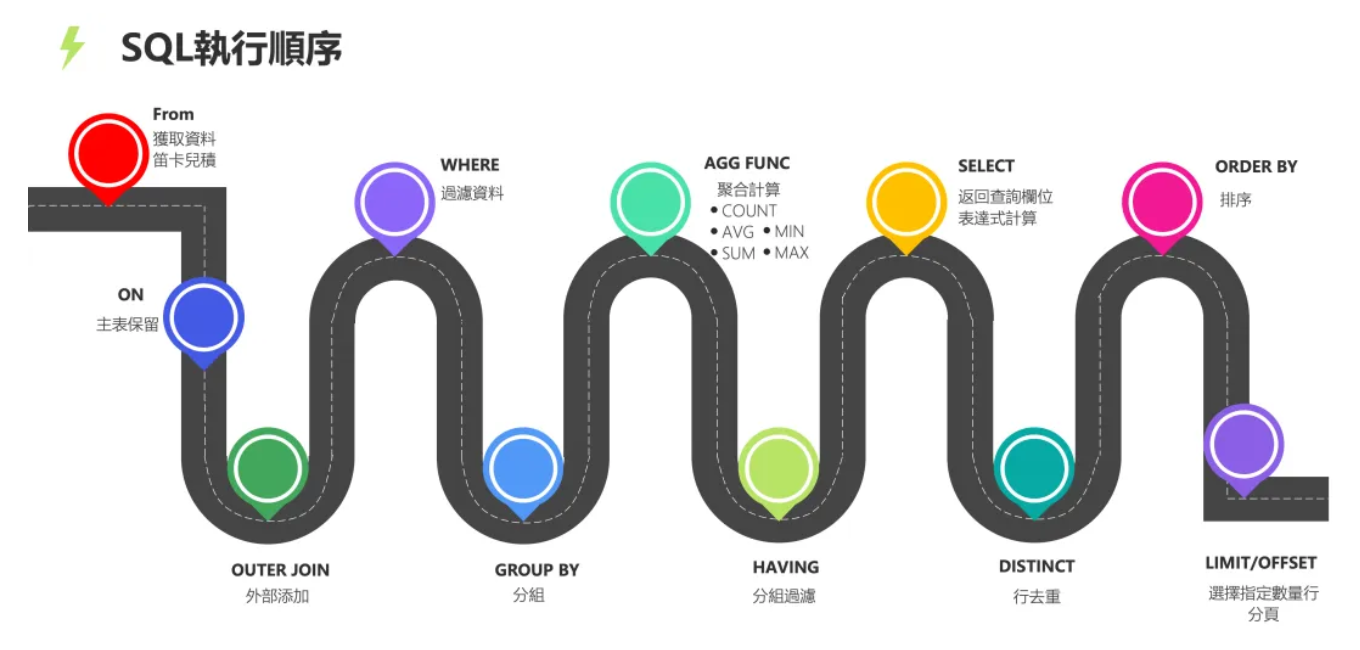 SQL執行順序
From
獲取資料
笛卡兒積
ON
主表保留
OUTER JOIN
外部添加
WHERE
過濾資料
GROUP BY
分組
AGG FUNC
聚合計算
•COUNT
•AVG •MIN
•SUM •MAX
HAVING
分組過濾
SELECT
返回查詢欄位
表達式計算
DISTINCT
行去重
ORDER BY
排序
LIMIT/OFFSET
選擇指定數量行
分頁